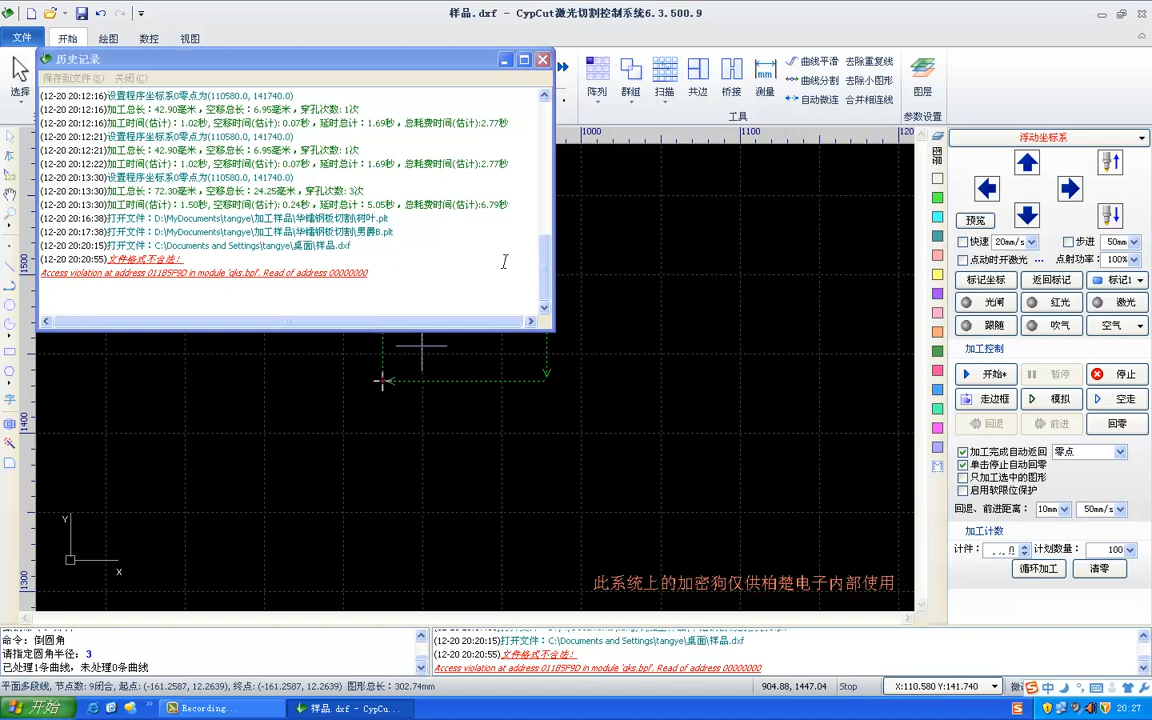 样品.dxf - CypCut激光切割控制系统6.3.500.9
文件
开始
绘图
数控
视图
选择
历史记录
保存到文件(S) 关闭(C)
(12-20 20:12:16)设置程序坐标系0零点为(110580.0, 141740.0)
(12-20 20:12:16)加工总长：42.90毫米，空移总长：6.95毫米，穿孔次数: 1次
(12-20 20:12:16)加工时间(估计)：1.02秒, 空移时间(估计): 0.07秒，延时总计：1.69秒，总耗费时间(估计):2.77秒
(12-20 20:12:21)设置程序坐标系0零点为(110580.0, 141740.0)
(12-20 20:12:21)加工总长：42.90毫米，空移总长：6.95毫米，穿孔次数: 1次
(12-20 20:12:22)加工时间(估计)：1.02秒, 空移时间(估计): 0.07秒，延时总计：1.69秒，总耗费时间(估计):2.77秒
(12-20 20:13:30)设置程序坐标系0零点为(110580.0, 141740.0)
(12-20 20:13:30)加工总长：72.30毫米，空移总长：24.25毫米，穿孔次数: 3次
(12-20 20:13:30)加工时间(估计)：1.50秒, 空移时间(估计): 0.24秒，延时总计：5.05秒，总耗费时间(估计):6.79秒
(12-20 20:16:38)打开文件：D:\MyDocuments\tangye\加工样品\华镭钢板切割\树叶.plt
(12-20 20:17:38)打开文件：D:\MyDocuments\tangye\加工样品\华镭钢板切割\男爵B.plt
(12-20 20:20:15)打开文件：C:\Documents and Settings\tangye\桌面\样品.dxf
(12-20 20:20:55)文件格式不合法！
Access violation at address 011B5F9D in module 'qks.bpl'. Read of address 00000000
阵列
群组
扫描
共边
桥接
测量
曲线平滑
去除重复线
曲线分割
去除小图形
自动微连
合并相连线
工具
图层
参数设置
1000
1100
120
1500
1400
1300
Y
X
此系统上的加密狗仅供柏楚电子内部使用
图层
浮动坐标系
预览
快速 20mm/s 步进 50mm
点动时开激光 ... 点射功率： 100%
标记坐标 返回标记 标记1
光闸 红光 激光
跟随 吹气 空气
加工控制
开始* 暂停 停止
走边框 模拟 空走
回退 前进 回零
加工完成自动返回 零点
单击停止自动回零
只加工选中的图形
启用软限位保护
回退、前进距离： 10mm 50mm/s
加工计数
计件： 0 计划数量： 100
循环加工 清零
命令：倒圆角
请指定圆角半径：3
已处理1条曲线，未处理0条曲线
(12-20 20:20:15)打开文件：C:\Documents and Settings\tangye\桌面\样品.dxf
(12-20 20:20:55)文件格式不合法！
Access violation at address 011B5F9D in module 'qks.bpl'. Read of address 00000000
平面多段线, 节点数: 9闭合, 起点: (-161.2587, 12.2639), 终点: (-161.2587, 12.2639) 图形总长：302.74mm
904.88, 1447.04
Stop
X:110.580 Y:141.740
微
中
开始
Recording...
样品.dxf - CypCu...
20:27